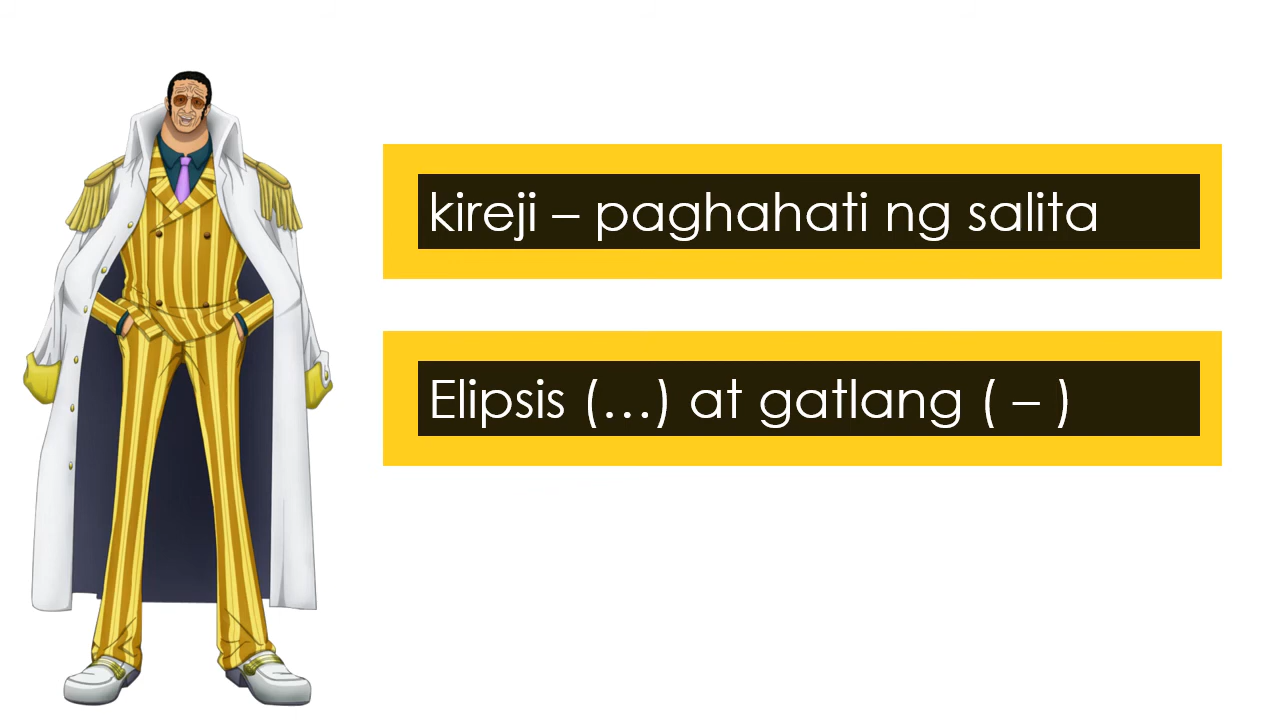 kireji – paghahati ng salita
Elipsis (…) at gatlang ( – )